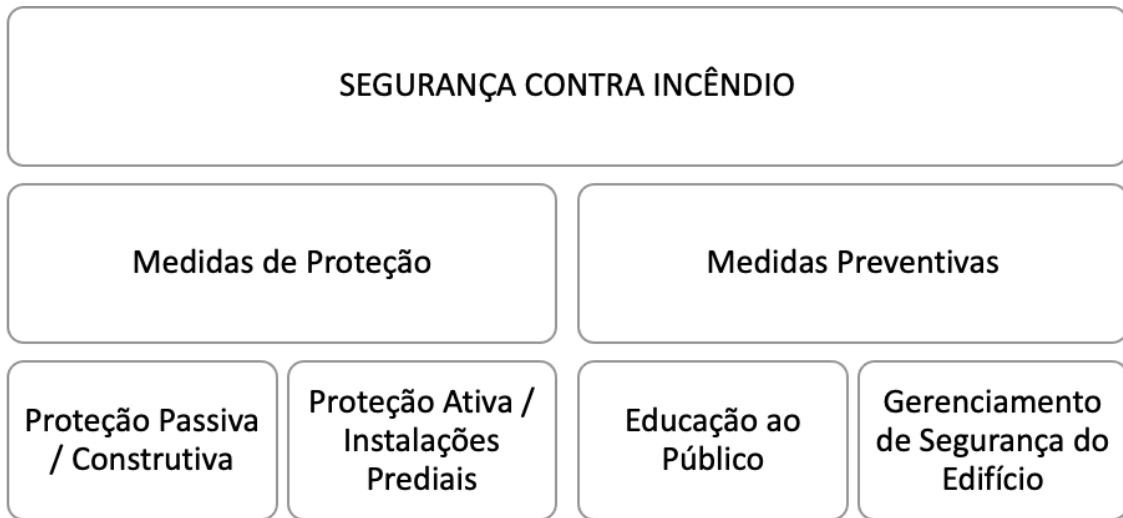 SEGURANÇA CONTRA INCÊNDIO
Medidas de Proteção
Medidas Preventivas
Proteção Passiva
/ Construtiva
Proteção Ativa /
Instalações
Prediais
Educação ao
Público
Gerenciamento
de Segurança do
Edifício